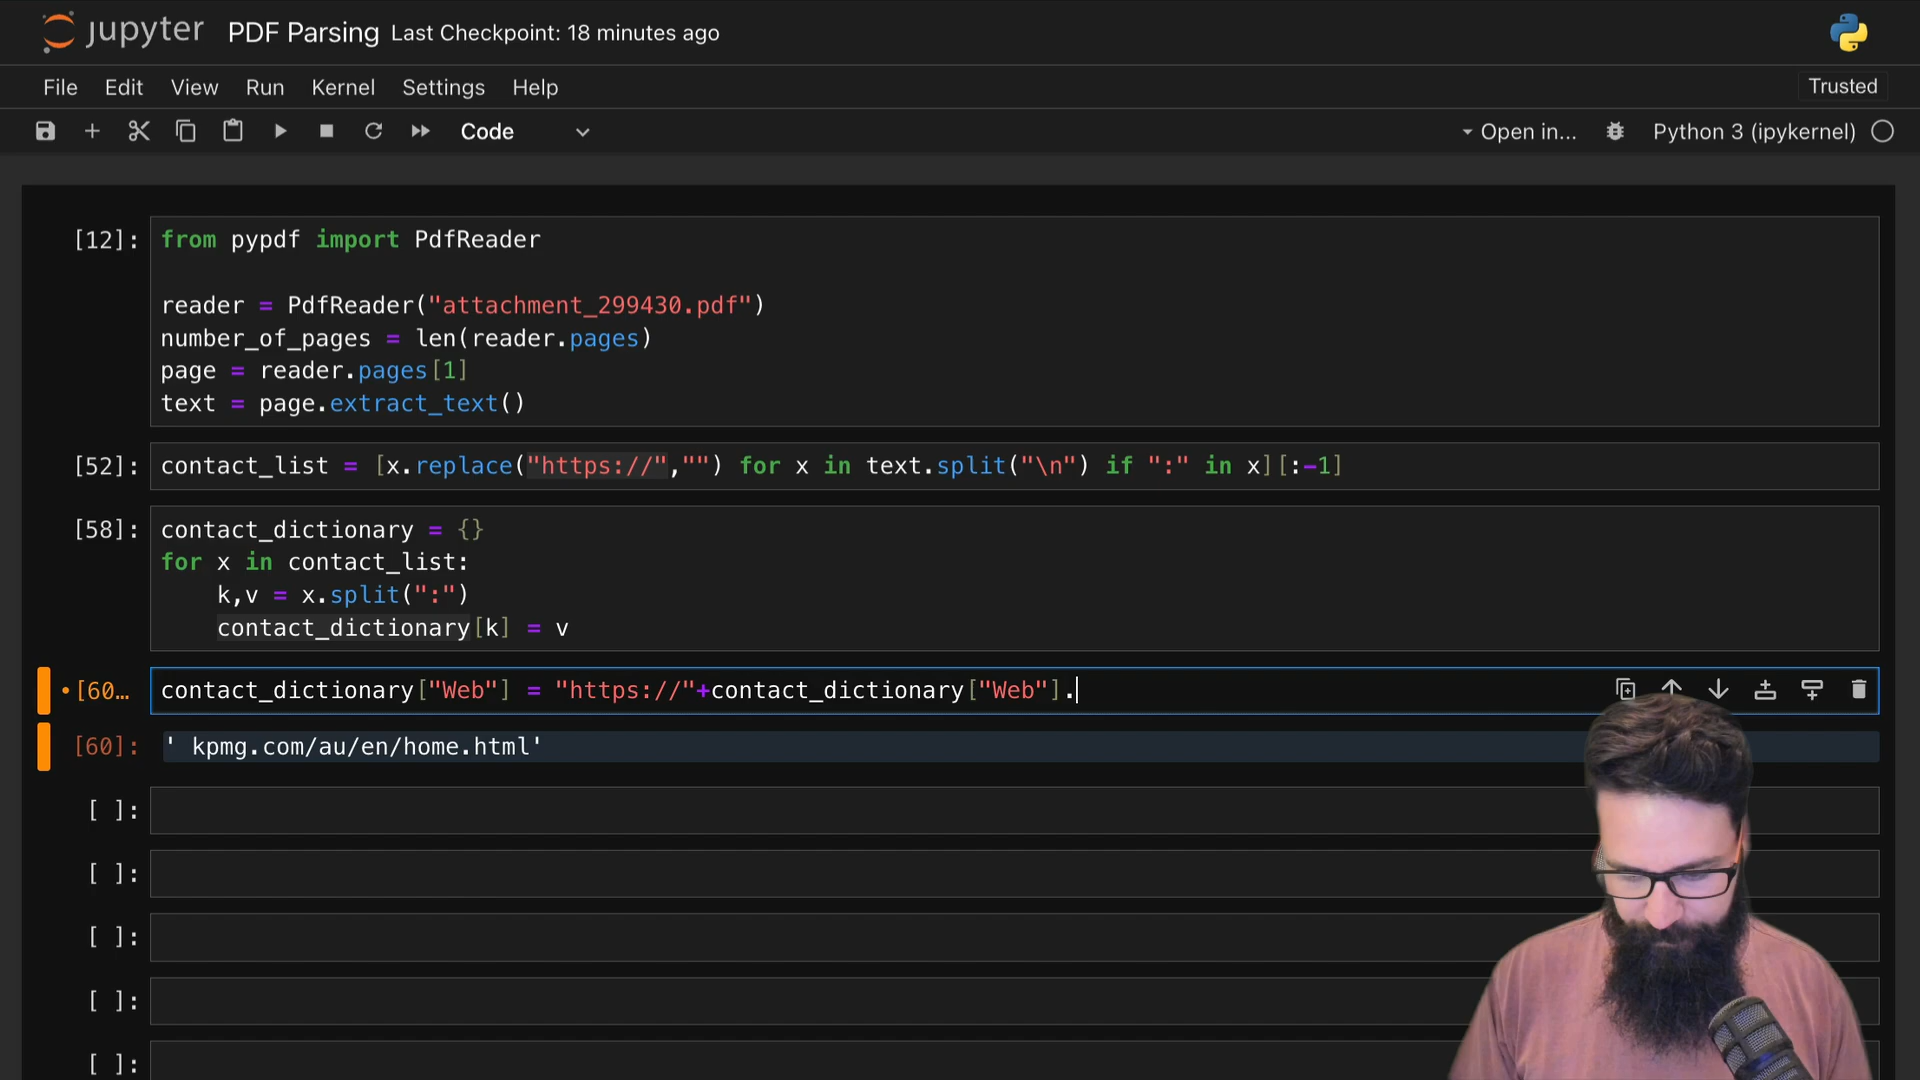 jupyter PDF Parsing Last Checkpoint: 18 minutes ago
File Edit View Run Kernel Settings Help Trusted
Code Open in... Python 3 (ipykernel)
[12]: from pypdf import PdfReader
reader = PdfReader("attachment_299430.pdf")
number_of_pages = len(reader.pages)
page = reader.pages[1]
text = page.extract_text()
[52]: contact_list = [x.replace("https://","") for x in text.split("\n") if ":" in x][:-1]
[58]: contact_dictionary = {}
for x in contact_list:
    k,v = x.split(":")
    contact_dictionary[k] = v
•[60… contact_dictionary["Web"] = "https://"+contact_dictionary["Web"].
[60]: ' kpmg.com/au/en/home.html'
[ ]:
[ ]:
[ ]:
[ ]:
[ ]: